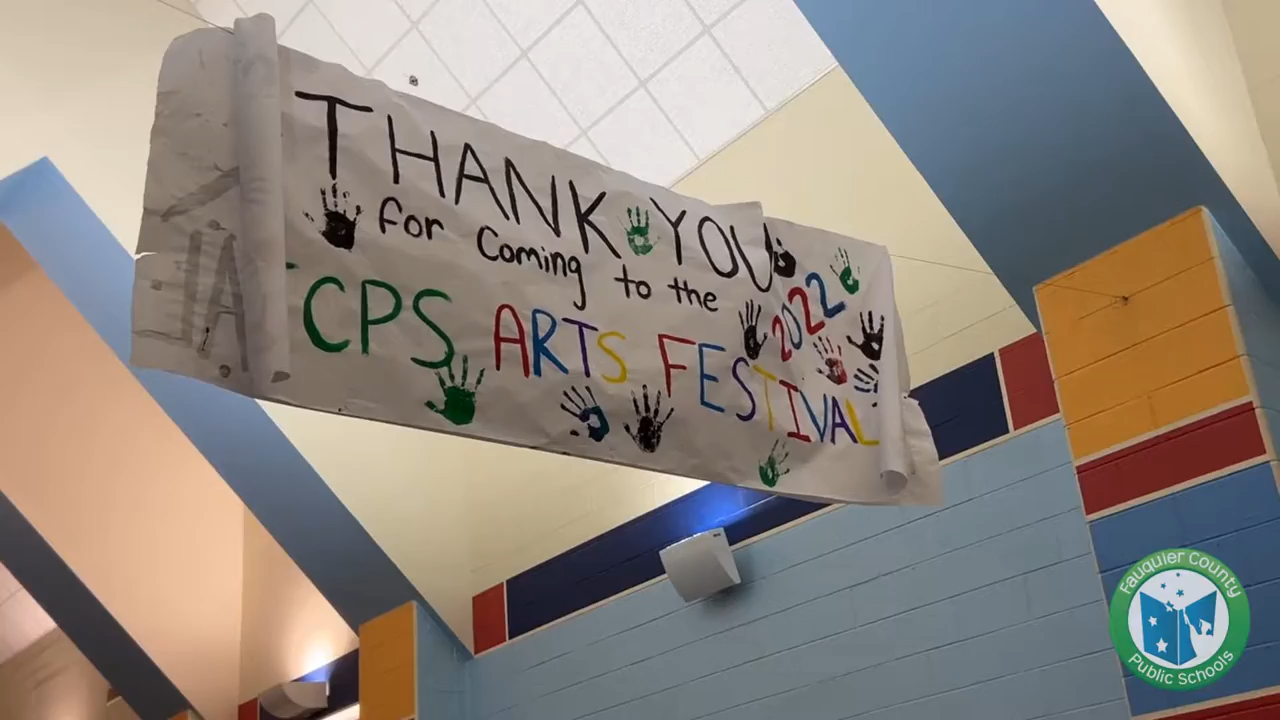 THANK YOU
for Coming to the
CPS ARTS FESTIVAL
2022
Fauquier County
Public Schools